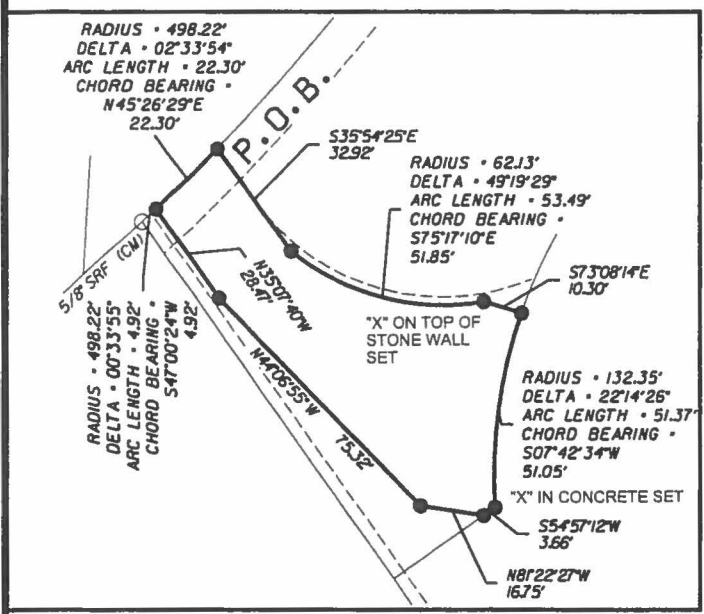 RADIUS • 498.22'
DELTA • 02°33'54"
ARC LENGTH • 22.30'
CHORD BEARING •
N45°26'29"E
22.30'
P.O.B.
S35°54'25"E
32.92'
RADIUS • 62.13'
DELTA • 49°19'29"
ARC LENGTH • 53.49'
CHORD BEARING •
S75°17'10"E
51.85'
S73°08'14"E
10.30'
5/8" SRF (CM)
N35°07'40"W
28.47'
"X" ON TOP OF
STONE WALL
SET
RADIUS • 498.22'
DELTA • 00°33'55"
ARC LENGTH • 4.92'
CHORD BEARING •
S47°00'24"W
4.92'
N44°06'55"W
75.32'
RADIUS • 132.35'
DELTA • 22°14'26"
ARC LENGTH • 51.37'
CHORD BEARING •
S07°42'34"W
51.05'
"X" IN CONCRETE SET
S54°57'12"W
3.66'
N81°22'27"W
16.75'